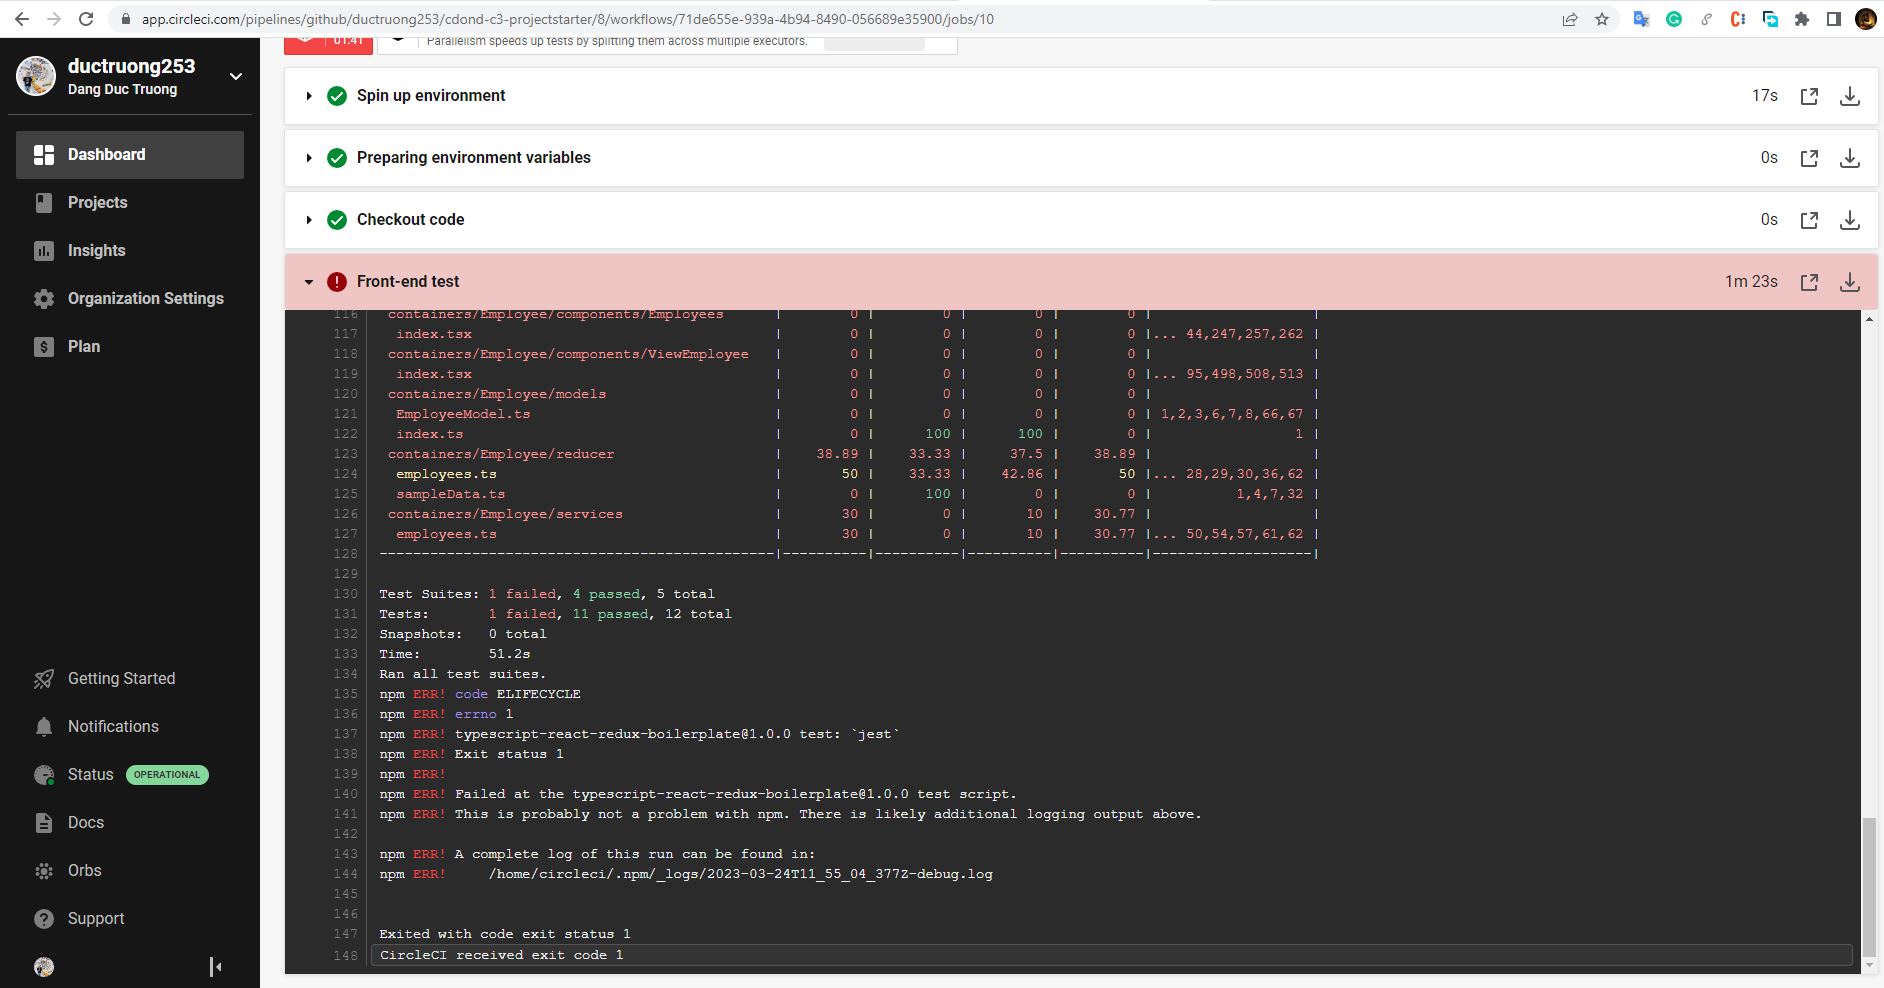 app.circleci.com/pipelines/github/ductruong253/cdond-c3-projectstarter/8/workflows/71de655e-939a-4b94-8490-056689e35900/jobs/10
ductruong253
Dang Duc Truong
Dashboard
Projects
Insights
Organization Settings
Plan
Getting Started
Notifications
Status OPERATIONAL
Docs
Orbs
Support
01:41
Parallelism speeds up tests by splitting them across multiple executors.
Spin up environment 17s
Preparing environment variables 0s
Checkout code 0s
Front-end test 1m 23s
116 containers/Employee/components/Employees | 0 | 0 | 0 | 0 | |
117 index.tsx | 0 | 0 | 0 | 0 |... 44,247,257,262 |
118 containers/Employee/components/ViewEmployee | 0 | 0 | 0 | 0 | |
119 index.tsx | 0 | 0 | 0 | 0 |... 95,498,508,513 |
120 containers/Employee/models | 0 | 0 | 0 | 0 | |
121 EmployeeModel.ts | 0 | 0 | 0 | 0 | 1,2,3,6,7,8,66,67 |
122 index.ts | 0 | 100 | 100 | 0 | 1 |
123 containers/Employee/reducer | 38.89 | 33.33 | 37.5 | 38.89 | |
124 employees.ts | 50 | 33.33 | 42.86 | 50 |... 28,29,30,36,62 |
125 sampleData.ts | 0 | 100 | 0 | 0 | 1,4,7,32 |
126 containers/Employee/services | 30 | 0 | 10 | 30.77 | |
127 employees.ts | 30 | 0 | 10 | 30.77 |... 50,54,57,61,62 |
128 -----------------------------------------------|----------|----------|----------|----------|-------------------|
129
130 Test Suites: 1 failed, 4 passed, 5 total
131 Tests: 1 failed, 11 passed, 12 total
132 Snapshots: 0 total
133 Time: 51.2s
134 Ran all test suites.
135 npm ERR! code ELIFECYCLE
136 npm ERR! errno 1
137 npm ERR! typescript-react-redux-boilerplate@1.0.0 test: `jest`
138 npm ERR! Exit status 1
139 npm ERR!
140 npm ERR! Failed at the typescript-react-redux-boilerplate@1.0.0 test script.
141 npm ERR! This is probably not a problem with npm. There is likely additional logging output above.
142
143 npm ERR! A complete log of this run can be found in:
144 npm ERR! /home/circleci/.npm/_logs/2023-03-24T11_55_04_377Z-debug.log
145
146
147 Exited with code exit status 1
148 CircleCI received exit code 1